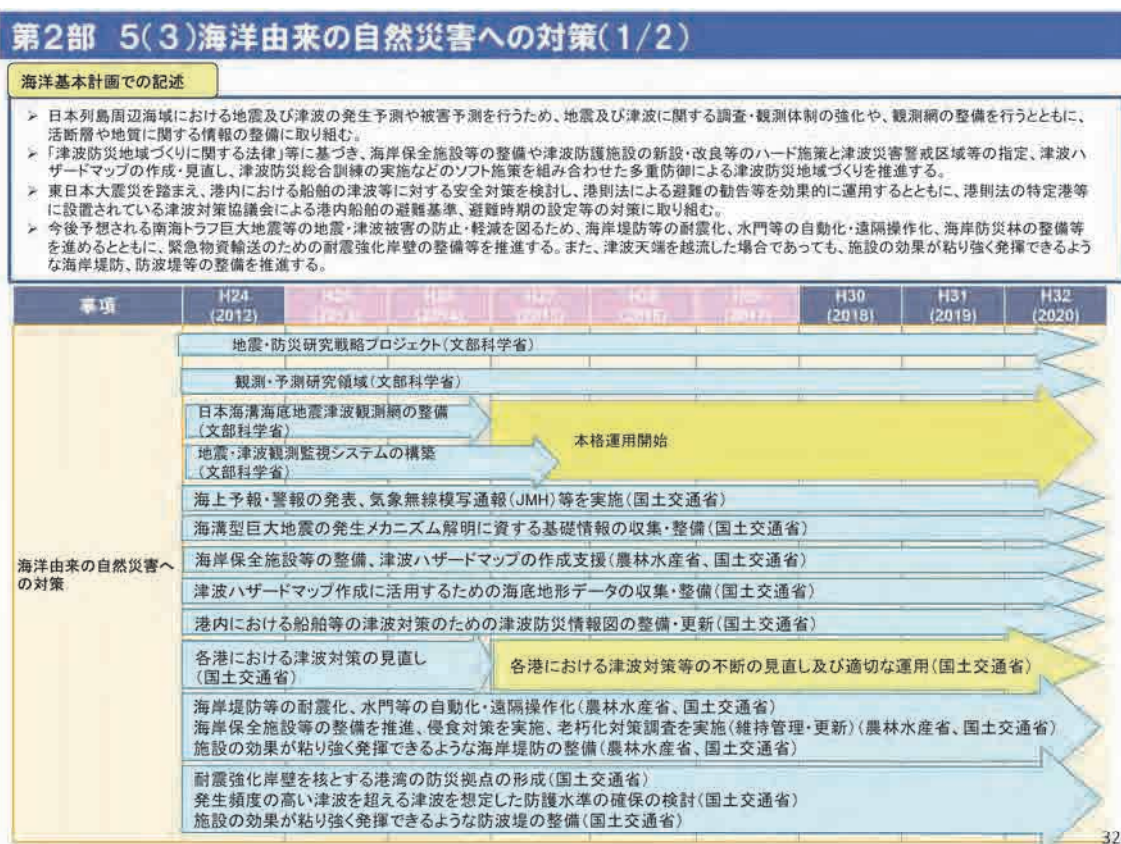 第2部 5(3)海洋由来の自然災害への対策(1/2)
海洋基本計画での記述
➢ 日本列島周辺海域における地震及び津波の発生予測や被害予測を行うため、地震及び津波に関する調査・観測体制の強化や、観測網の整備を行うとともに、
活断層や地質に関する情報の整備に取り組む。
➢ 「津波防災地域づくりに関する法律」等に基づき、海岸保全施設等の整備や津波防護施設の新設・改良等のハード施策と津波災害警戒区域等の指定、津波ハ
ザードマップの作成・見直し、津波防災総合訓練の実施などのソフト施策を組み合わせた多重防御による津波防災地域づくりを推進する。
➢ 東日本大震災を踏まえ、港内における船舶の津波等に対する安全対策を検討し、港則法による避難の勧告等を効果的に運用するとともに、港則法の特定港等
に設置されている津波対策協議会による港内船舶の避難基準、避難時期の設定等の対策に取り組む。
➢ 今後予想される南海トラフ巨大地震等の地震・津波被害の防止・軽減を図るため、海岸堤防等の耐震化、水門等の自動化・遠隔操作化、海岸防災林の整備等
を進めるとともに、緊急物資輸送のための耐震強化岸壁の整備等を推進する。また、津波天端を越流した場合であっても、施設の効果が粘り強く発揮できるよう
な海岸堤防、防波堤等の整備を推進する。
事項 H24 H25 H26 H27 H28 H29 H30 H31 H32
(2012) (2013) (2014) (2015) (2016) (2017) (2018) (2019) (2020)
地震・防災研究戦略プロジェクト(文部科学省)
観測・予測研究領域(文部科学省)
日本海溝海底地震津波観測網の整備
(文部科学省)
本格運用開始
地震・津波観測監視システムの構築
(文部科学省)
海上予報・警報の発表、気象無線模写通報(JMH)等を実施(国土交通省)
海溝型巨大地震の発生メカニズム解明に資する基礎情報の収集・整備(国土交通省)
海洋由来の自然災害へ
の対策
海岸保全施設等の整備、津波ハザードマップの作成支援(農林水産省、国土交通省)
津波ハザードマップ作成に活用するための海底地形データの収集・整備(国土交通省)
港内における船舶等の津波対策のための津波防災情報図の整備・更新(国土交通省)
各港における津波対策の見直し
(国土交通省)
各港における津波対策等の不断の見直し及び適切な運用(国土交通省)
海岸堤防等の耐震化、水門等の自動化・遠隔操作化(農林水産省、国土交通省)
海岸保全施設等の整備を推進、侵食対策を実施、老朽化対策調査を実施(維持管理・更新)(農林水産省、国土交通省)
施設の効果が粘り強く発揮できるような海岸堤防の整備(農林水産省、国土交通省)
耐震強化岸壁を核とする港湾の防災拠点の形成(国土交通省)
発生頻度の高い津波を超える津波を想定した防護水準の確保の検討(国土交通省)
施設の効果が粘り強く発揮できるような防波堤の整備(国土交通省)
32